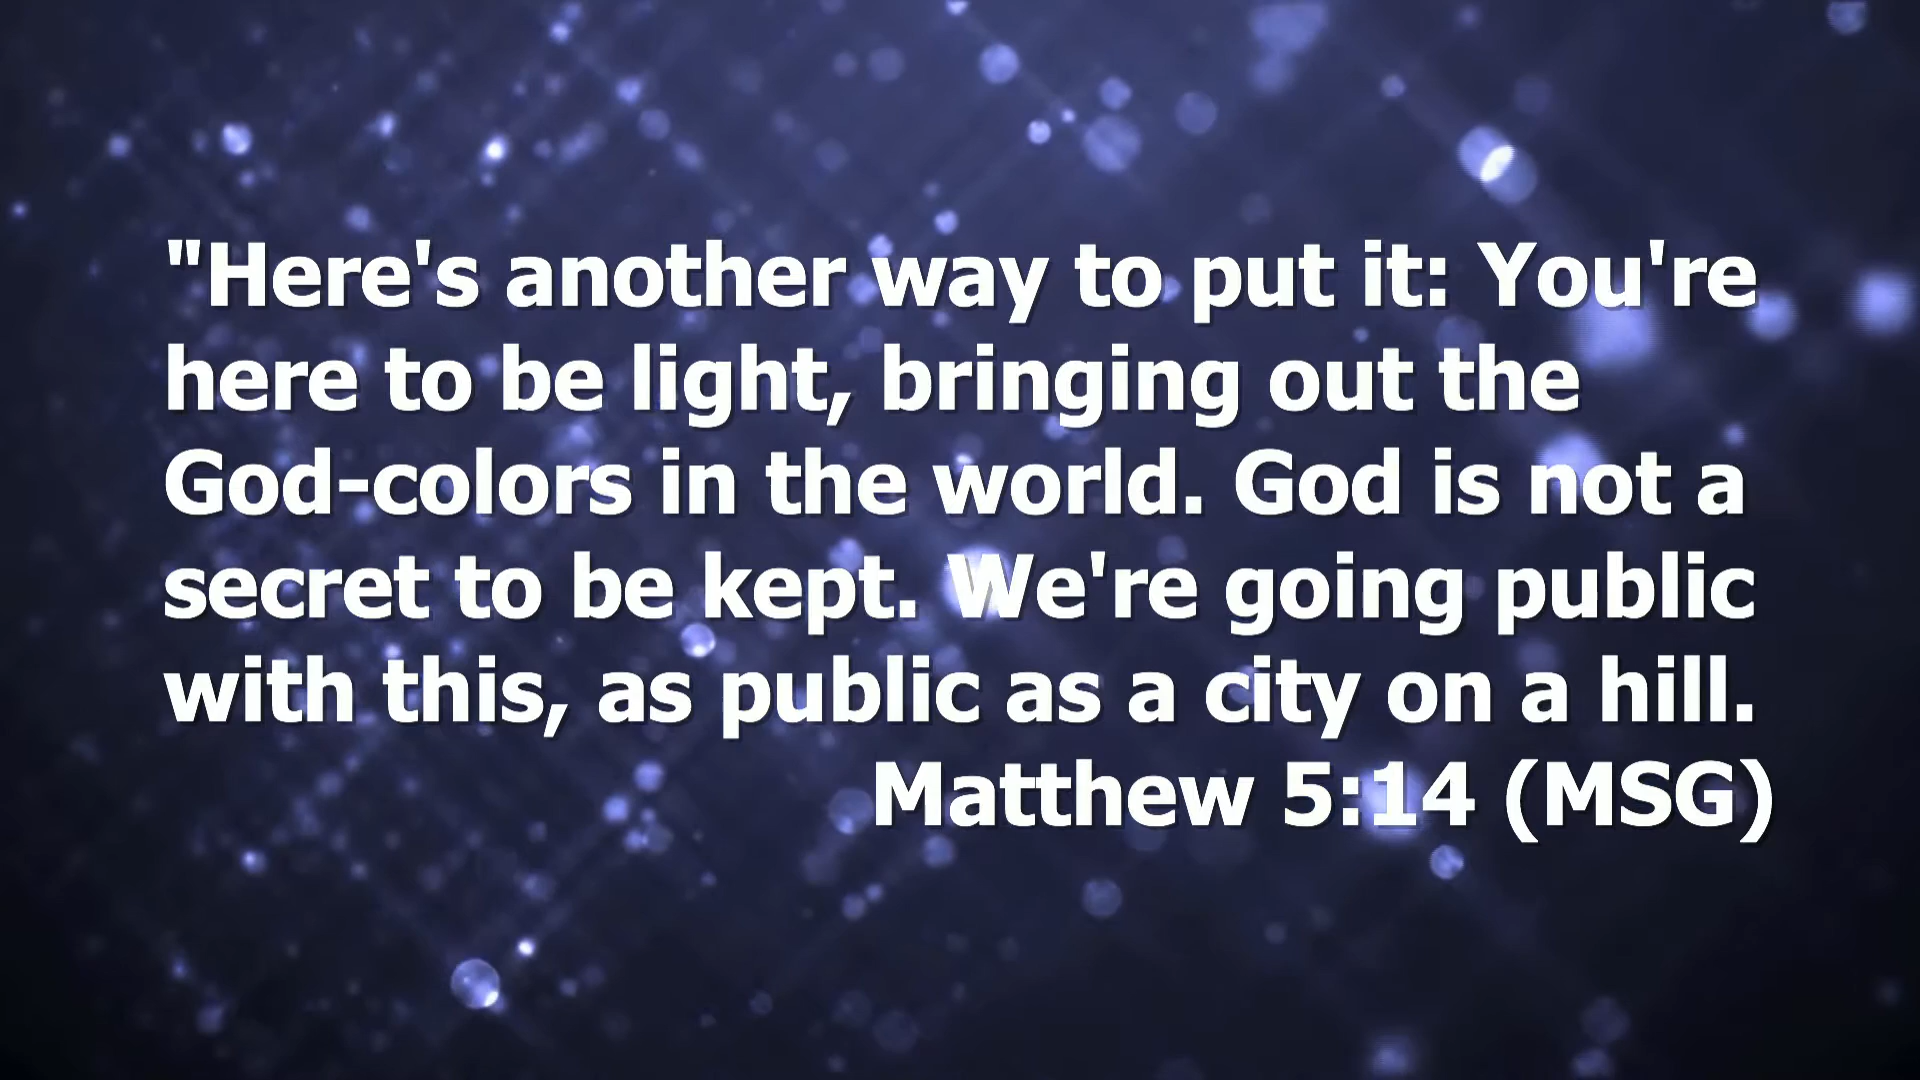 "Here's another way to put it: You're
here to be light, bringing out the
God-colors in the world. God is not a
secret to be kept. We're going public
with this, as public as a city on a hill.
Matthew 5:14 (MSG)